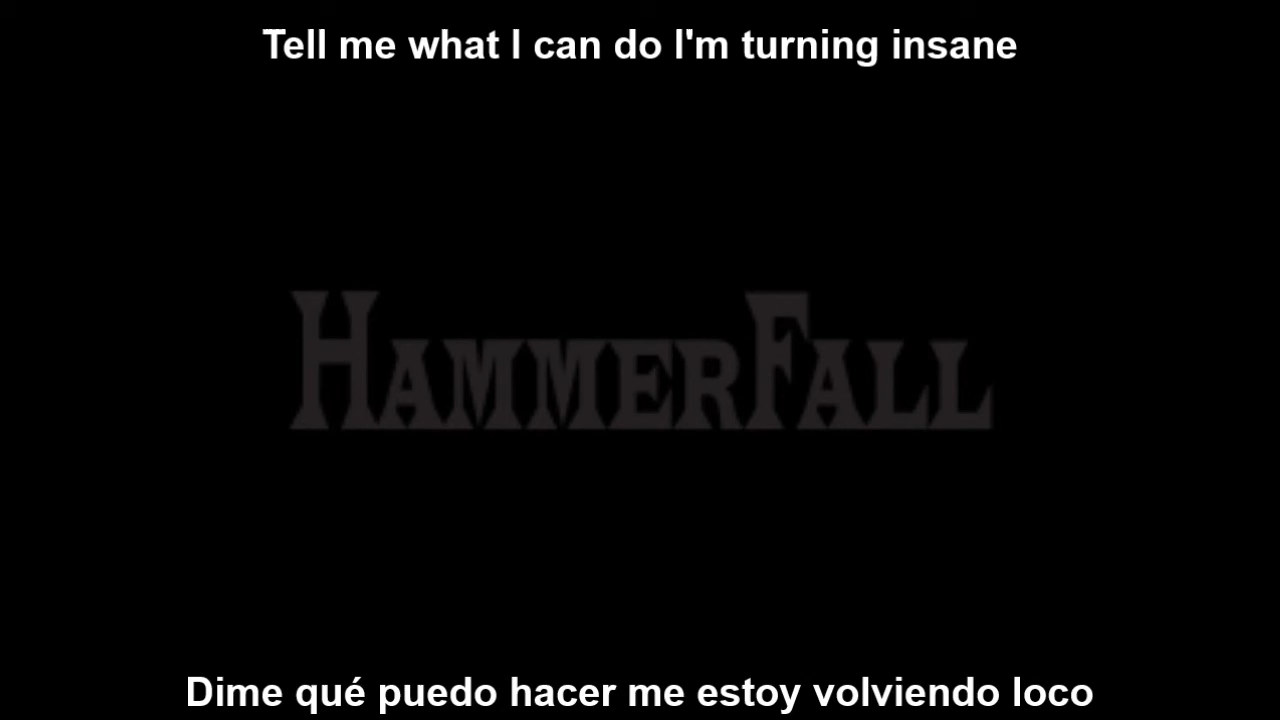 Tell me what I can do I'm turning insane
HAMMERFALL
Dime qué puedo hacer me estoy volviendo loco